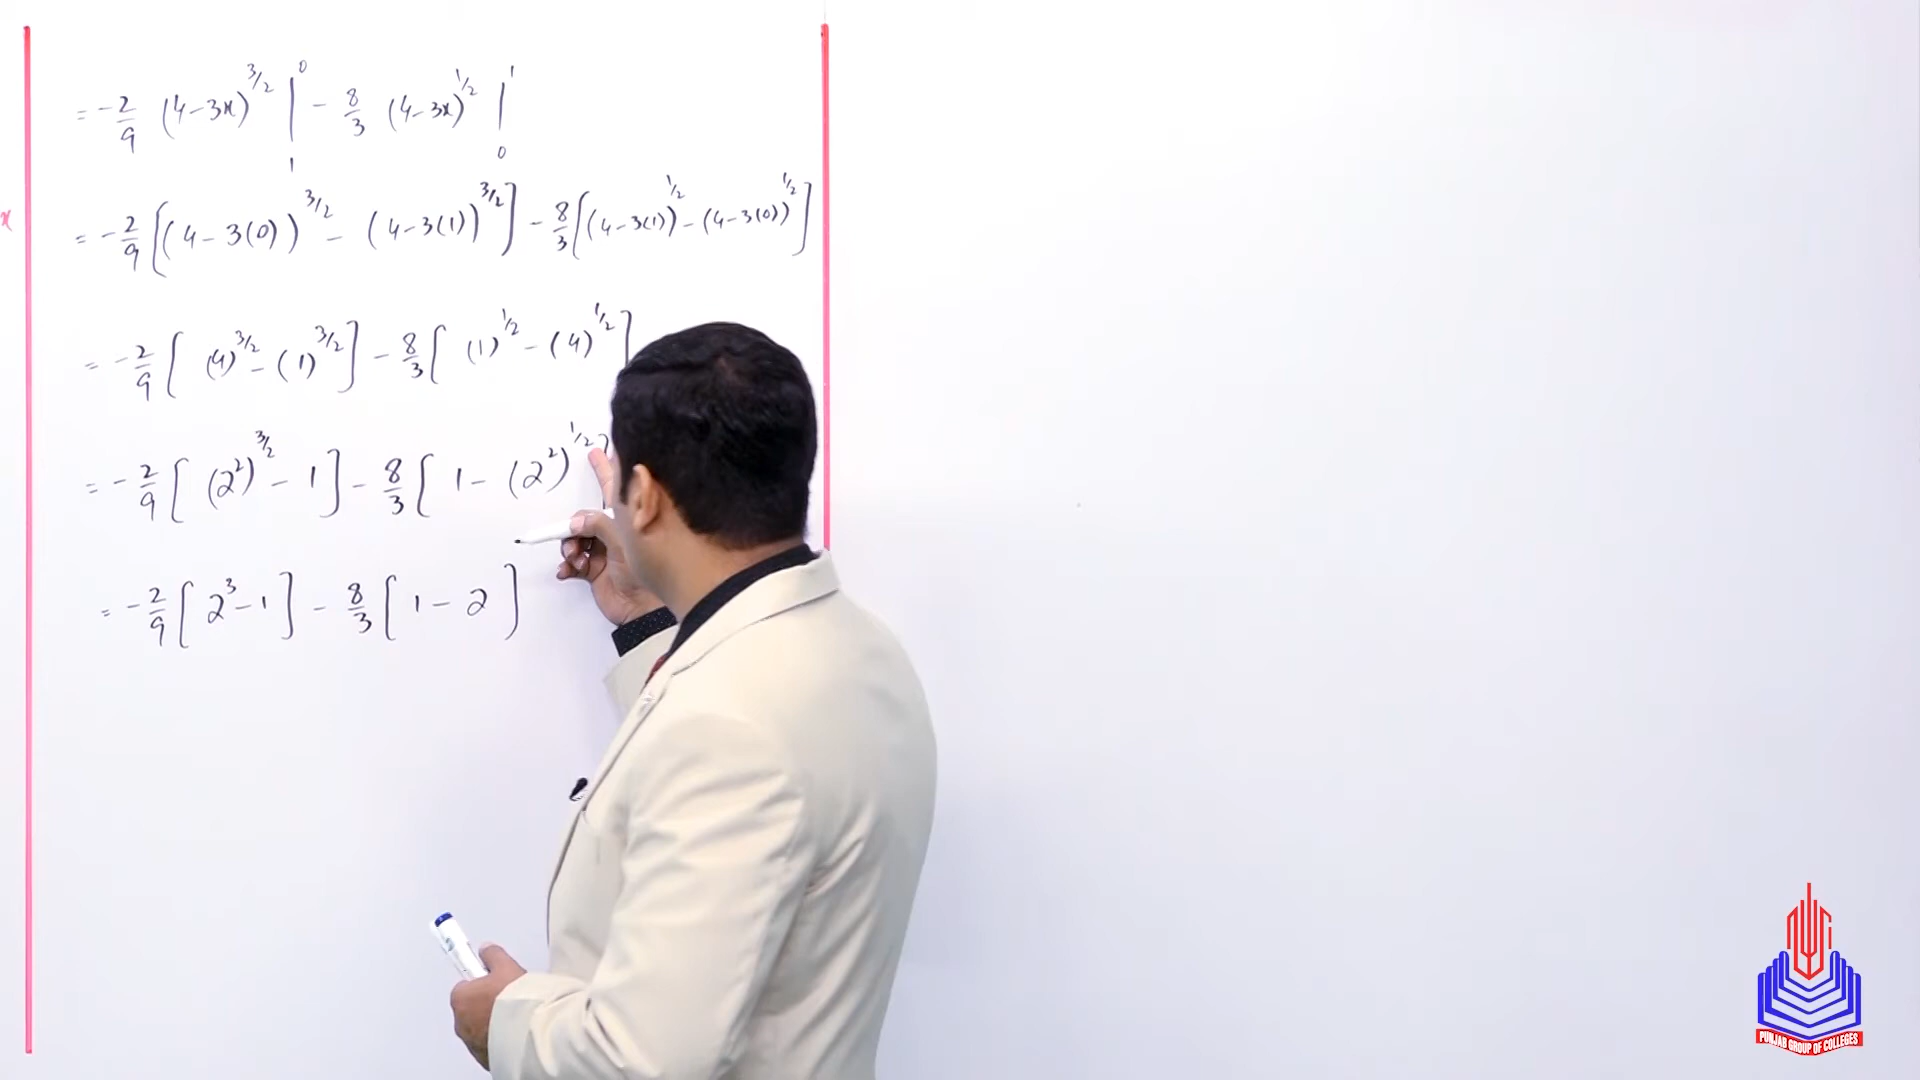 = -2/9 (4-3x)^3/2 |_1^0 - 8/3 (4-3x)^1/2 |_0^1
x
= -2/9 [(4-3(0))^3/2 - (4-3(1))^3/2] - 8/3 [(4-3(1))^1/2 - (4-3(0))^1/2]
= -2/9 [(4)^3/2 - (1)^3/2] - 8/3 [(1)^1/2 - (4)^1/2]
= -2/9 [(2^2)^3/2 - 1] - 8/3 [1 - (2^2)^1/2]
= -2/9 [2^3 - 1] - 8/3 [1 - 2]
PUNJAB GROUP OF COLLEGES